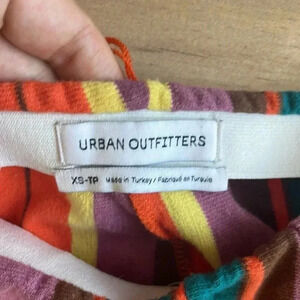 URBAN OUTFITTERS
XS-TP Made in Turkey/ Fabriqué en Turquie